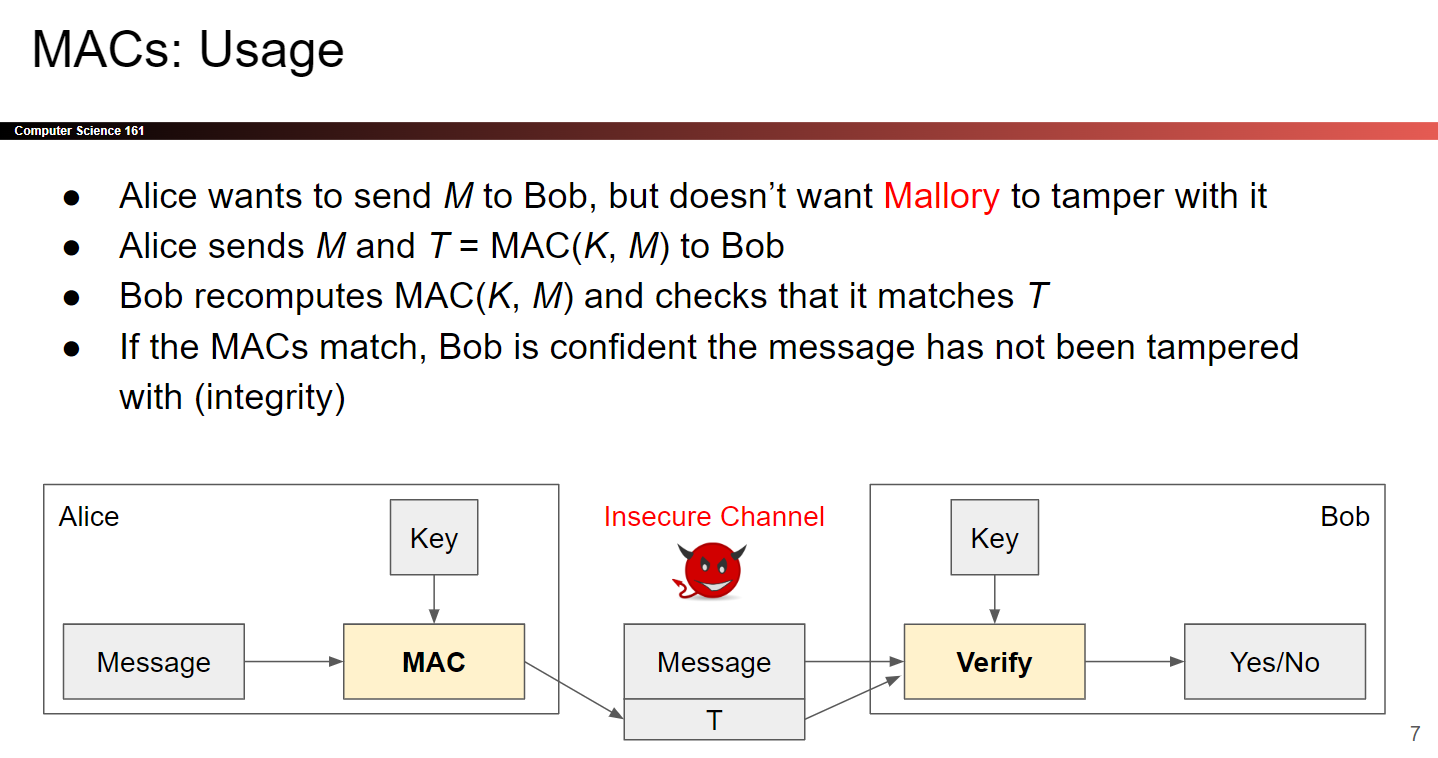 MACs: Usage
Computer Science 161
● Alice wants to send M to Bob, but doesn’t want Mallory to tamper with it
● Alice sends M and T = MAC(K, M) to Bob
● Bob recomputes MAC(K, M) and checks that it matches T
● If the MACs match, Bob is confident the message has not been tampered
with (integrity)
Alice
Key
Message
MAC
Insecure Channel
Message
T
Bob
Key
Verify
Yes/No
7